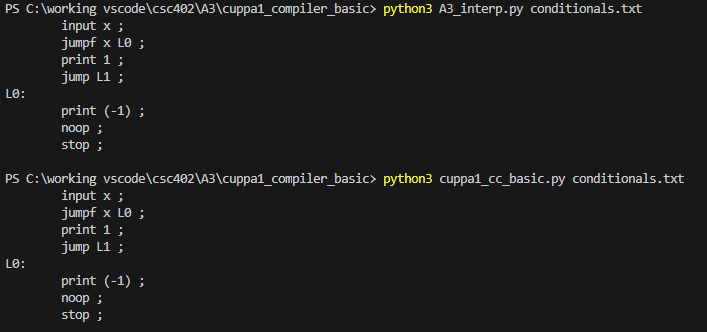 PS C:\working vscode\csc402\A3\cuppa1_compiler_basic> python3 A3_interp.py conditionals.txt
        input x ;
        jumpf x L0 ;
        print 1 ;
        jump L1 ;
L0:
        print (-1) ;
        noop ;
        stop ;

PS C:\working vscode\csc402\A3\cuppa1_compiler_basic> python3 cuppa1_cc_basic.py conditionals.txt
        input x ;
        jumpf x L0 ;
        print 1 ;
        jump L1 ;
L0:
        print (-1) ;
        noop ;
        stop ;